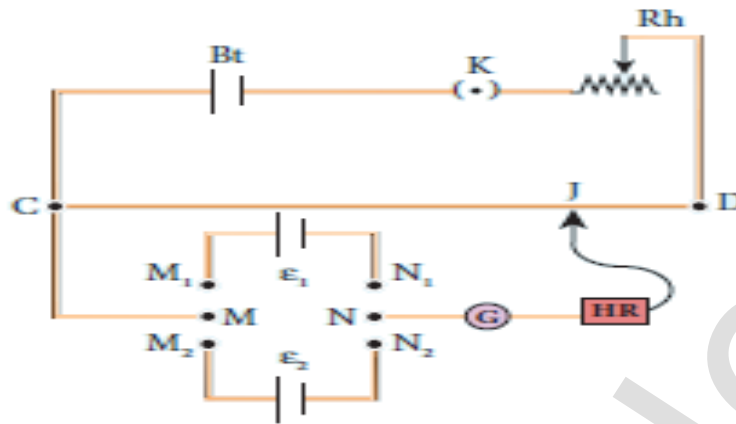 Rh
Bt
K
( • )
J
C
D
M₁ ε₁ N₁
M N G HR
M₂ ε₂ N₂